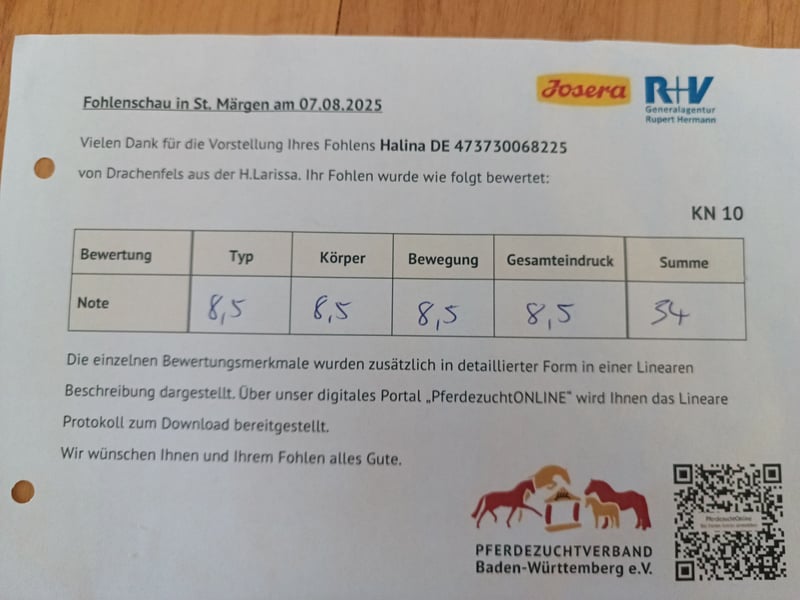 Josera
R+V
Generalagentur
Rupert Hermann
Fohlenschau in St. Märgen am 07.08.2025
Vielen Dank für die Vorstellung Ihres Fohlens Halina DE 473730068225
von Drachenfels aus der H.Larissa. Ihr Fohlen wurde wie folgt bewertet:
KN 10
Bewertung Typ Körper Bewegung Gesamteindruck Summe
Note 8,5 8,5 8,5 8,5 34
Die einzelnen Bewertungsmerkmale wurden zusätzlich in detaillierter Form in einer Linearen
Beschreibung dargestellt. Über unser digitales Portal „PferdezuchtONLINE“ wird Ihnen das Lineare
Protokoll zum Download bereitgestellt.
Wir wünschen Ihnen und Ihrem Fohlen alles Gute.
PFERDEZUCHTVERBAND
Baden-Württemberg e.V.
PferdezuchtOnline